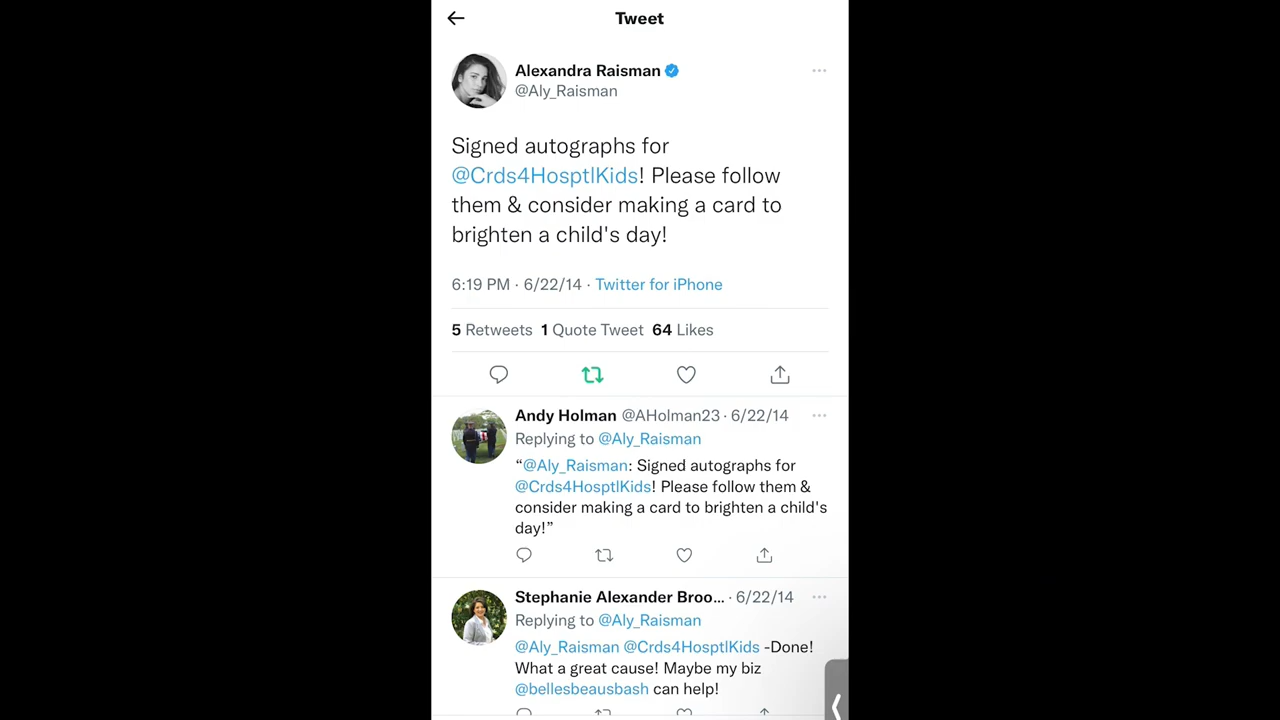 Tweet
Alexandra Raisman
@Aly_Raisman
Signed autographs for
@Crds4HosptlKids! Please follow
them & consider making a card to
brighten a child's day!
6:19 PM · 6/22/14 · Twitter for iPhone
5 Retweets 1 Quote Tweet 64 Likes
Andy Holman @AHolman23 · 6/22/14
Replying to @Aly_Raisman
“@Aly_Raisman: Signed autographs for
@Crds4HosptlKids! Please follow them &
consider making a card to brighten a child's
day!”
Stephanie Alexander Broo... · 6/22/14
Replying to @Aly_Raisman
@Aly_Raisman @Crds4HosptlKids -Done!
What a great cause! Maybe my biz
@bellesbeausbash can help!